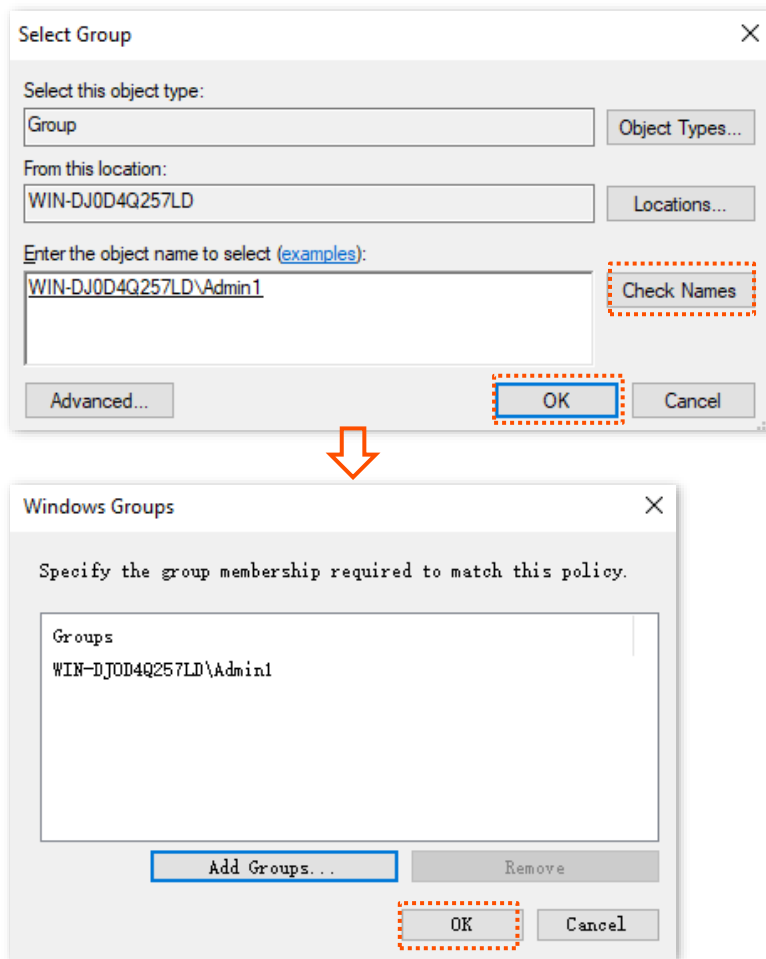 Select Group
Select this object type:
Group
Object Types...
From this location:
WIN-DJ0D4Q257LD
Locations...
Enter the object name to select (examples):
WIN-DJ0D4Q257LD\Admin1
Check Names
Advanced...
OK
Cancel
Windows Groups
Specify the group membership required to match this policy.
Groups
WIN-DJ0D4Q257LD\Admin1
Add Groups...
Remove
OK
Cancel